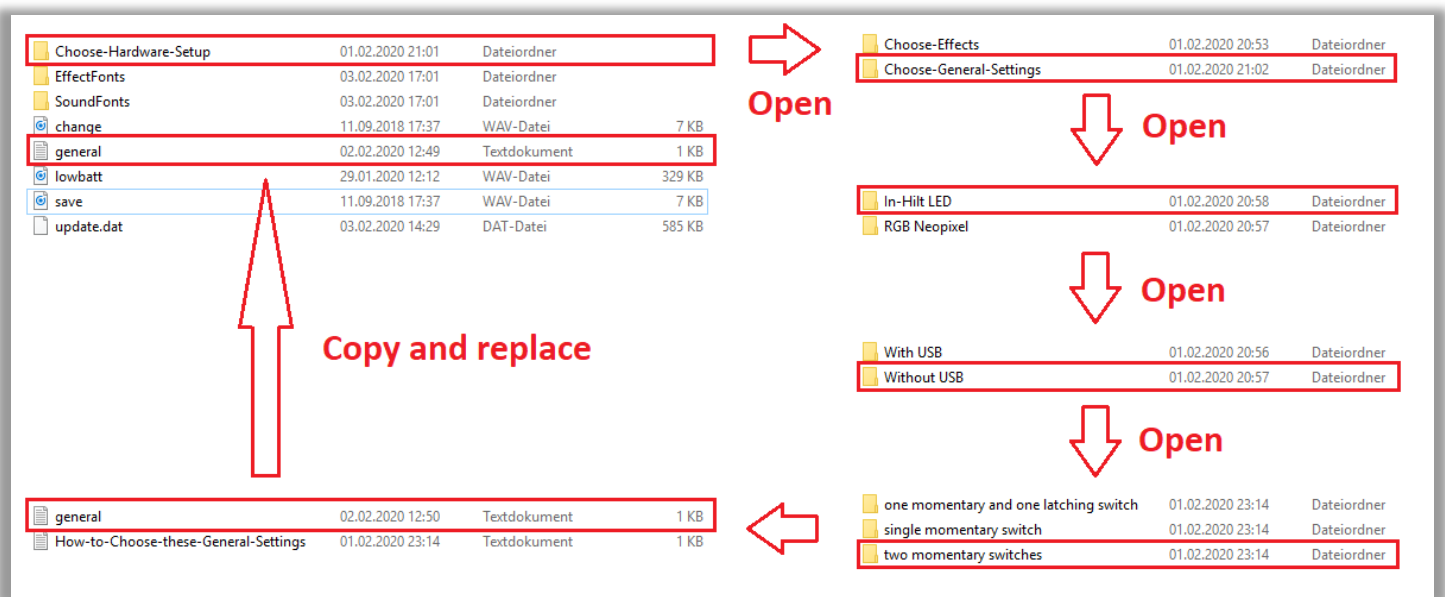 Choose-Hardware-Setup 01.02.2020 21:01 Dateiordner
EffectFonts 03.02.2020 17:01 Dateiordner
SoundFonts 03.02.2020 17:01 Dateiordner
change 11.09.2018 17:37 WAV-Datei 7 KB
general 02.02.2020 12:49 Textdokument 1 KB
lowbatt 29.01.2020 12:12 WAV-Datei 329 KB
save 11.09.2018 17:37 WAV-Datei 7 KB
update.dat 03.02.2020 14:29 DAT-Datei 585 KB
Open
Choose-Effects 01.02.2020 20:53 Dateiordner
Choose-General-Settings 01.02.2020 21:02 Dateiordner
Open
In-Hilt LED 01.02.2020 20:58 Dateiordner
RGB Neopixel 01.02.2020 20:57 Dateiordner
Open
With USB 01.02.2020 20:56 Dateiordner
Without USB 01.02.2020 20:57 Dateiordner
Open
one momentary and one latching switch 01.02.2020 23:14 Dateiordner
single momentary switch 01.02.2020 23:14 Dateiordner
two momentary switches 01.02.2020 23:14 Dateiordner
general 02.02.2020 12:50 Textdokument 1 KB
How-to-Choose-these-General-Settings 01.02.2020 23:14 Textdokument 1 KB
Copy and replace